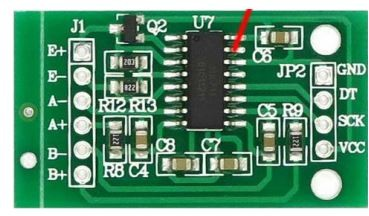 J1
Q2
U7
E+
E-
A-
A+
B-
B+
C6
JP2
GND
DT
SCK
VCC
R12
R13
C5
R9
R8
C4
C8
C7